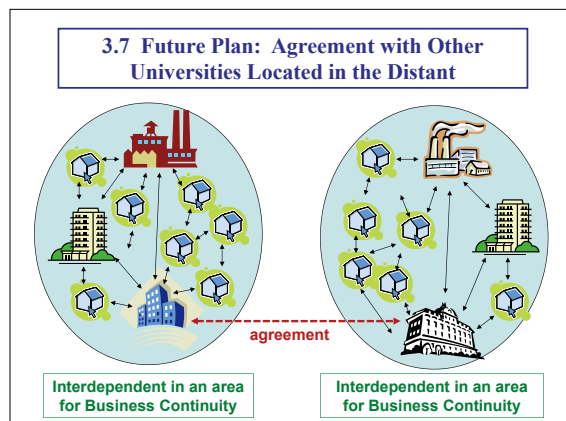 3.7 Future Plan: Agreement with Other
Universities Located in the Distant
agreement
Interdependent in an area
for Business Continuity
Interdependent in an area
for Business Continuity